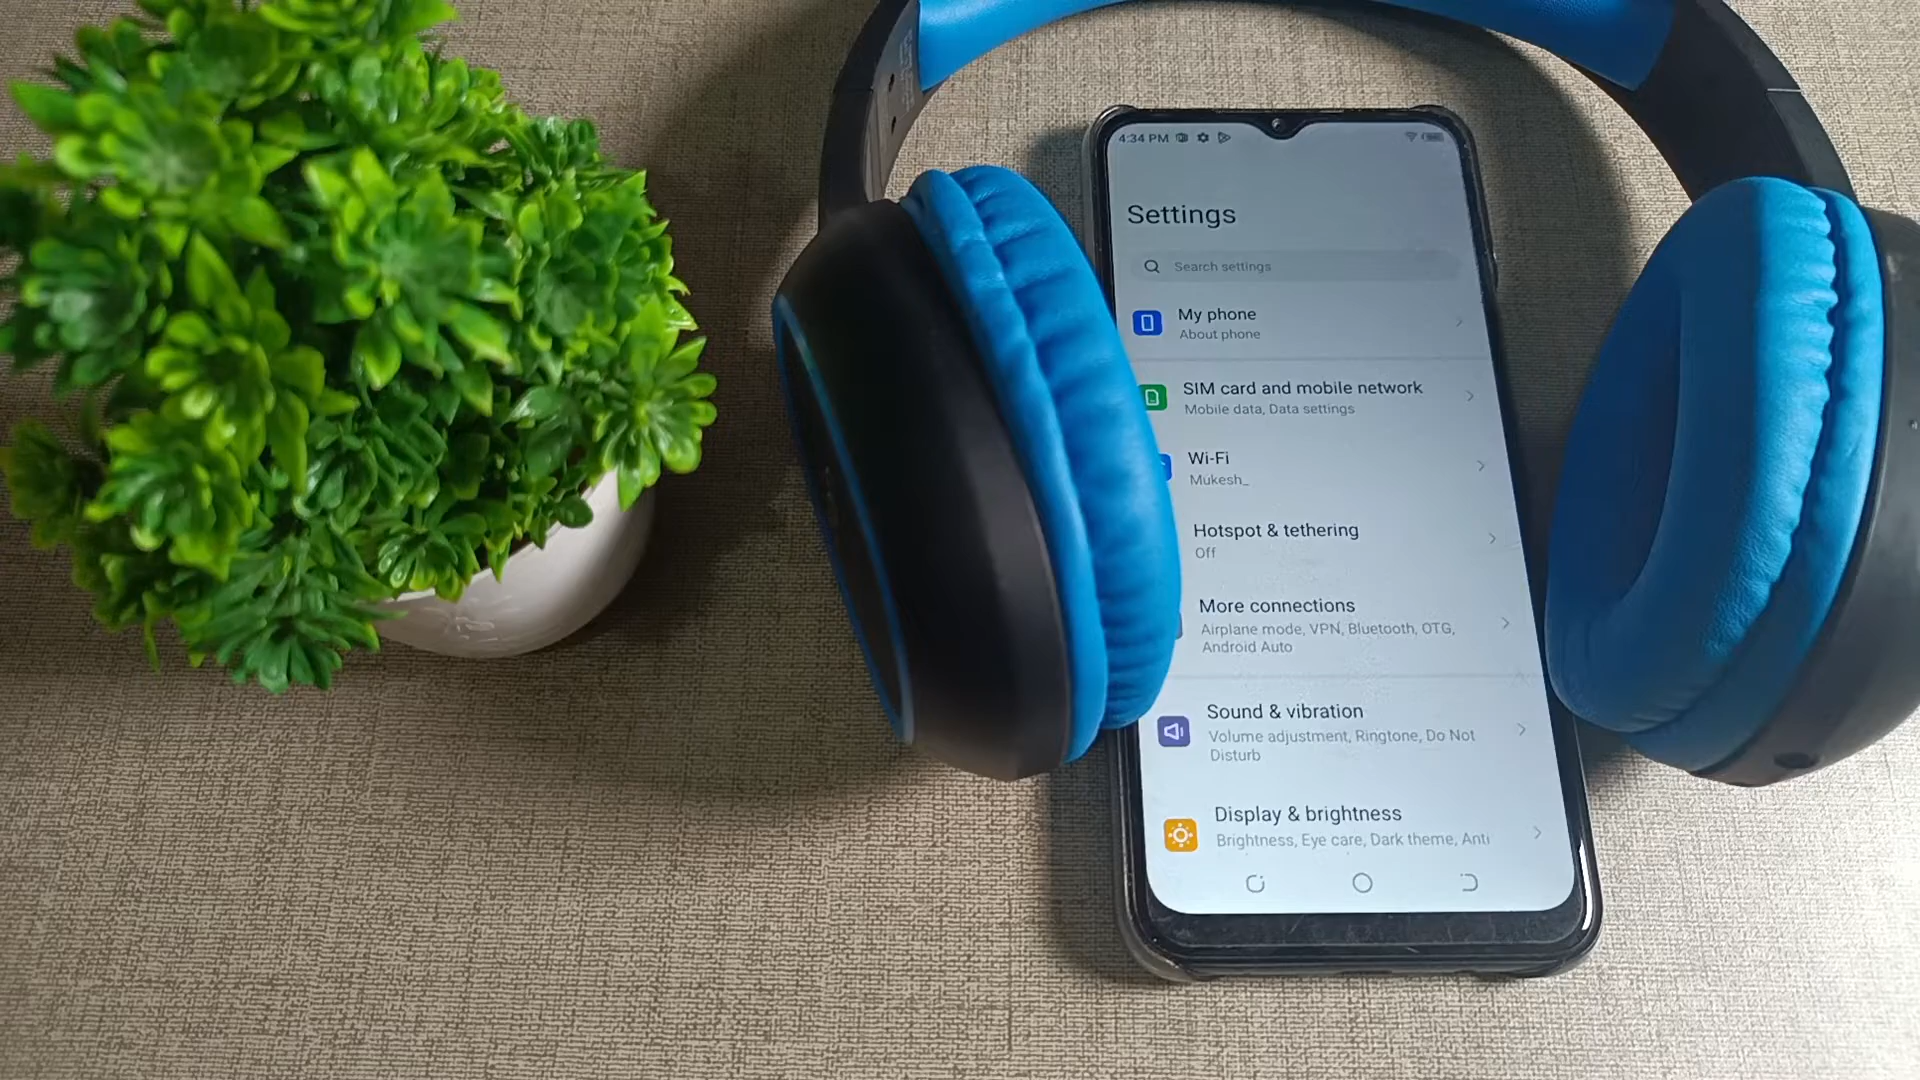 4:34 PM
Settings
Search settings
My phone
About phone
SIM card and mobile network
Mobile data, Data settings
Wi-Fi
Mukesh_
Hotspot & tethering
Off
More connections
Airplane mode, VPN, Bluetooth, OTG,
Android Auto
Sound & vibration
Volume adjustment, Ringtone, Do Not
Disturb
Display & brightness
Brightness, Eye care, Dark theme, Anti